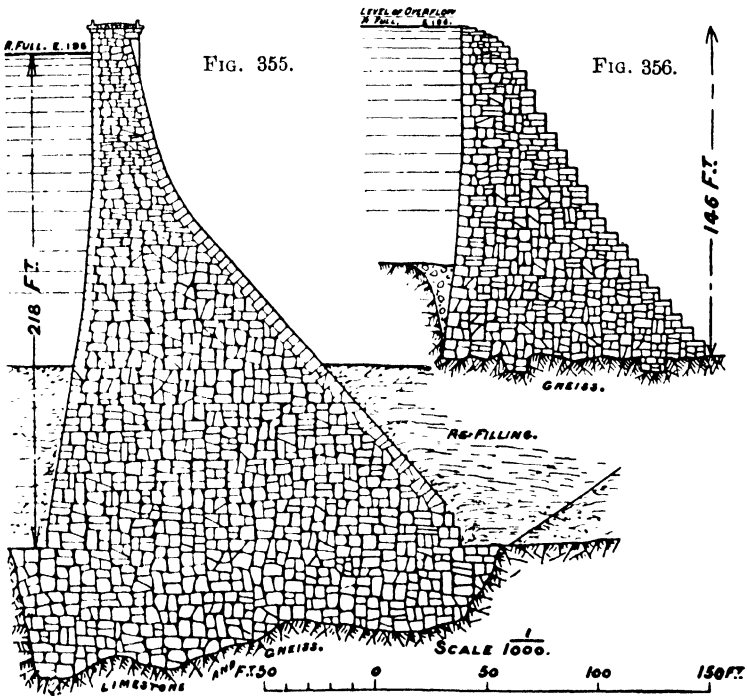 LEVEL OF OVERFLOW
R. FULL. E. 196.
R. FULL. E. 196
FIG. 355.
FIG. 356.
218 F.T.
146 F.T.
GNEISS.
RE-FILLING.
GNEISS.
LIMESTONE AND
SCALE 1/1000.
F.T. 50 0 50 100 150 F.T.